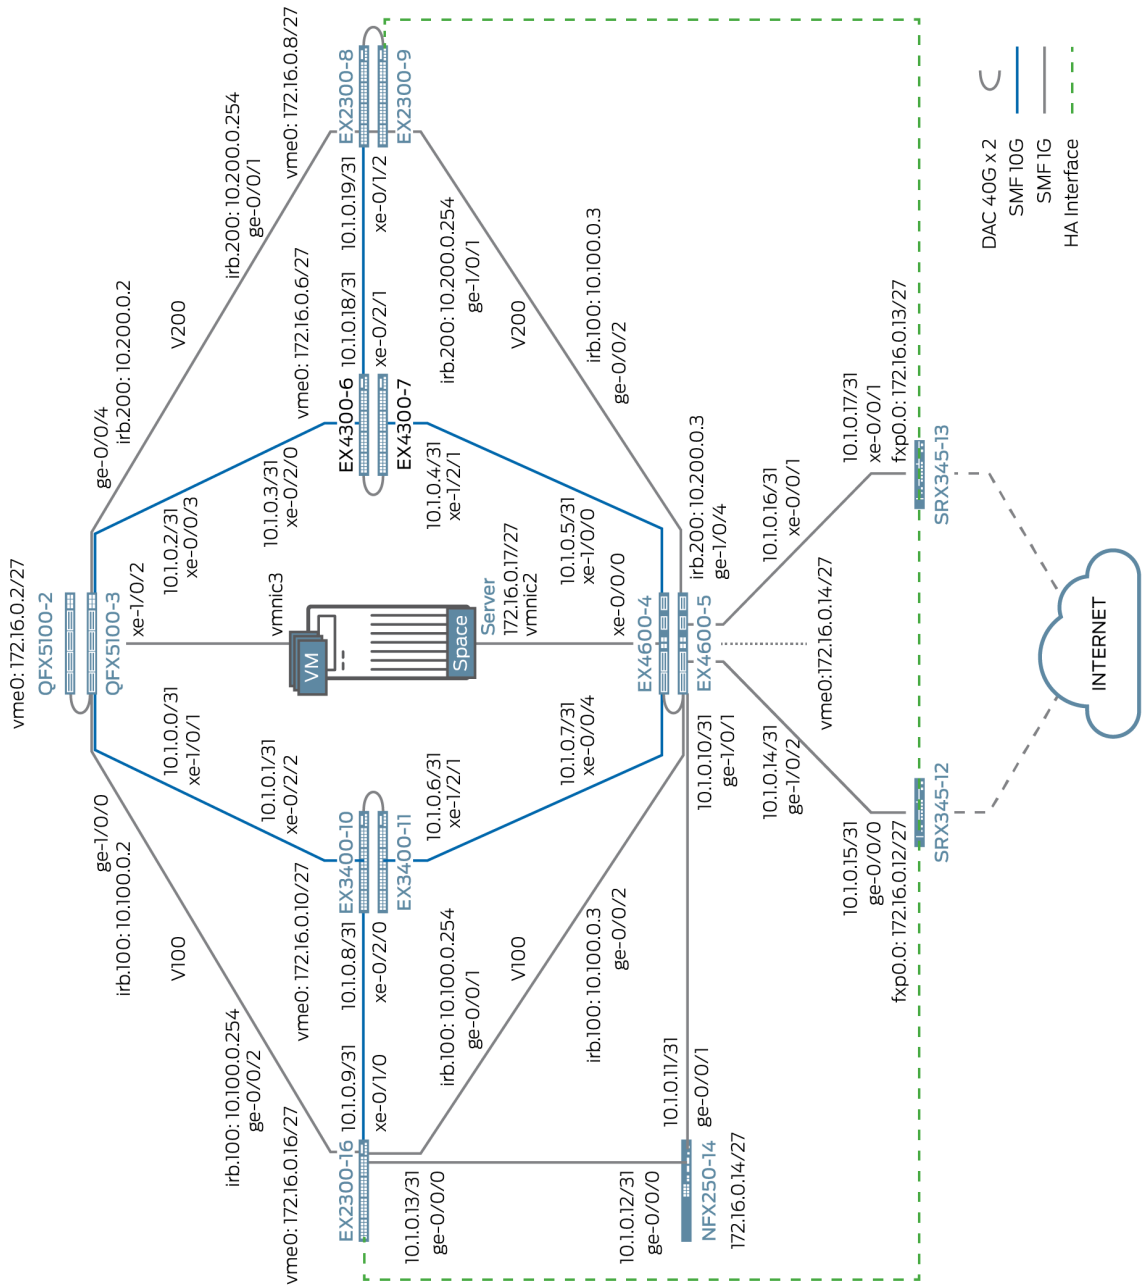 vme0: 172.16.0.2/27
QFX5100-2
QFX5100-3
ge-1/0/0
irb.100: 10.100.0.2
xe-1/0/2
ge-0/0/4
irb.200: 10.200.0.2
V100
10.1.0.0/31
xe-1/0/1
10.1.0.2/31
xe-0/0/3
V200
irb.100: 10.100.0.254
ge-0/0/2
10.1.0.1/31
xe-0/2/2
vmnic3
10.1.0.3/31
xe-0/2/0
irb.200: 10.200.0.254
ge-0/0/1
vme0: 172.16.0.16/27
vme0: 172.16.0.10/27
VM
vme0: 172.16.0.6/27
vme0: 172.16.0.8/27
EX2300-16
10.1.0.9/31
xe-0/1/0
10.1.0.8/31
xe-0/2/0
EX3400-10
EX3400-11
EX4300-6
EX4300-7
10.1.0.18/31
xe-0/2/1
10.1.0.19/31
xe-0/1/2
EX2300-8
EX2300-9
10.1.0.13/31
ge-0/0/0
irb.100: 10.100.0.254
ge-0/0/1
10.1.0.6/31
xe-1/2/1
Space
Server
172.16.0.17/27
vmnic2
10.1.0.4/31
xe-1/2/1
irb.200: 10.200.0.254
ge-1/0/1
V100
V200
irb.100: 10.100.0.3
ge-0/0/2
10.1.0.7/31
xe-0/0/4
10.1.0.5/31
xe-1/0/0
xe-0/0/0
irb.100: 10.100.0.3
ge-0/0/2
10.1.0.12/31
ge-0/0/0
NFX250-14
172.16.0.14/27
10.1.0.11/31
ge-0/0/1
10.1.0.10/31
ge-1/0/1
EX4600-4
EX4600-5
irb.200: 10.200.0.3
ge-1/0/4
10.1.0.14/31
ge-1/0/2
vme0:172.16.0.14/27
10.1.0.16/31
xe-0/0/1
10.1.0.15/31
ge-0/0/0
fxp0.0: 172.16.0.12/27
10.1.0.17/31
xe-0/0/1
fxp0.0: 172.16.0.13/27
SRX345-12
SRX345-13
INTERNET
DAC 40G x 2
SMF 10G
SMF 1G
HA Interface